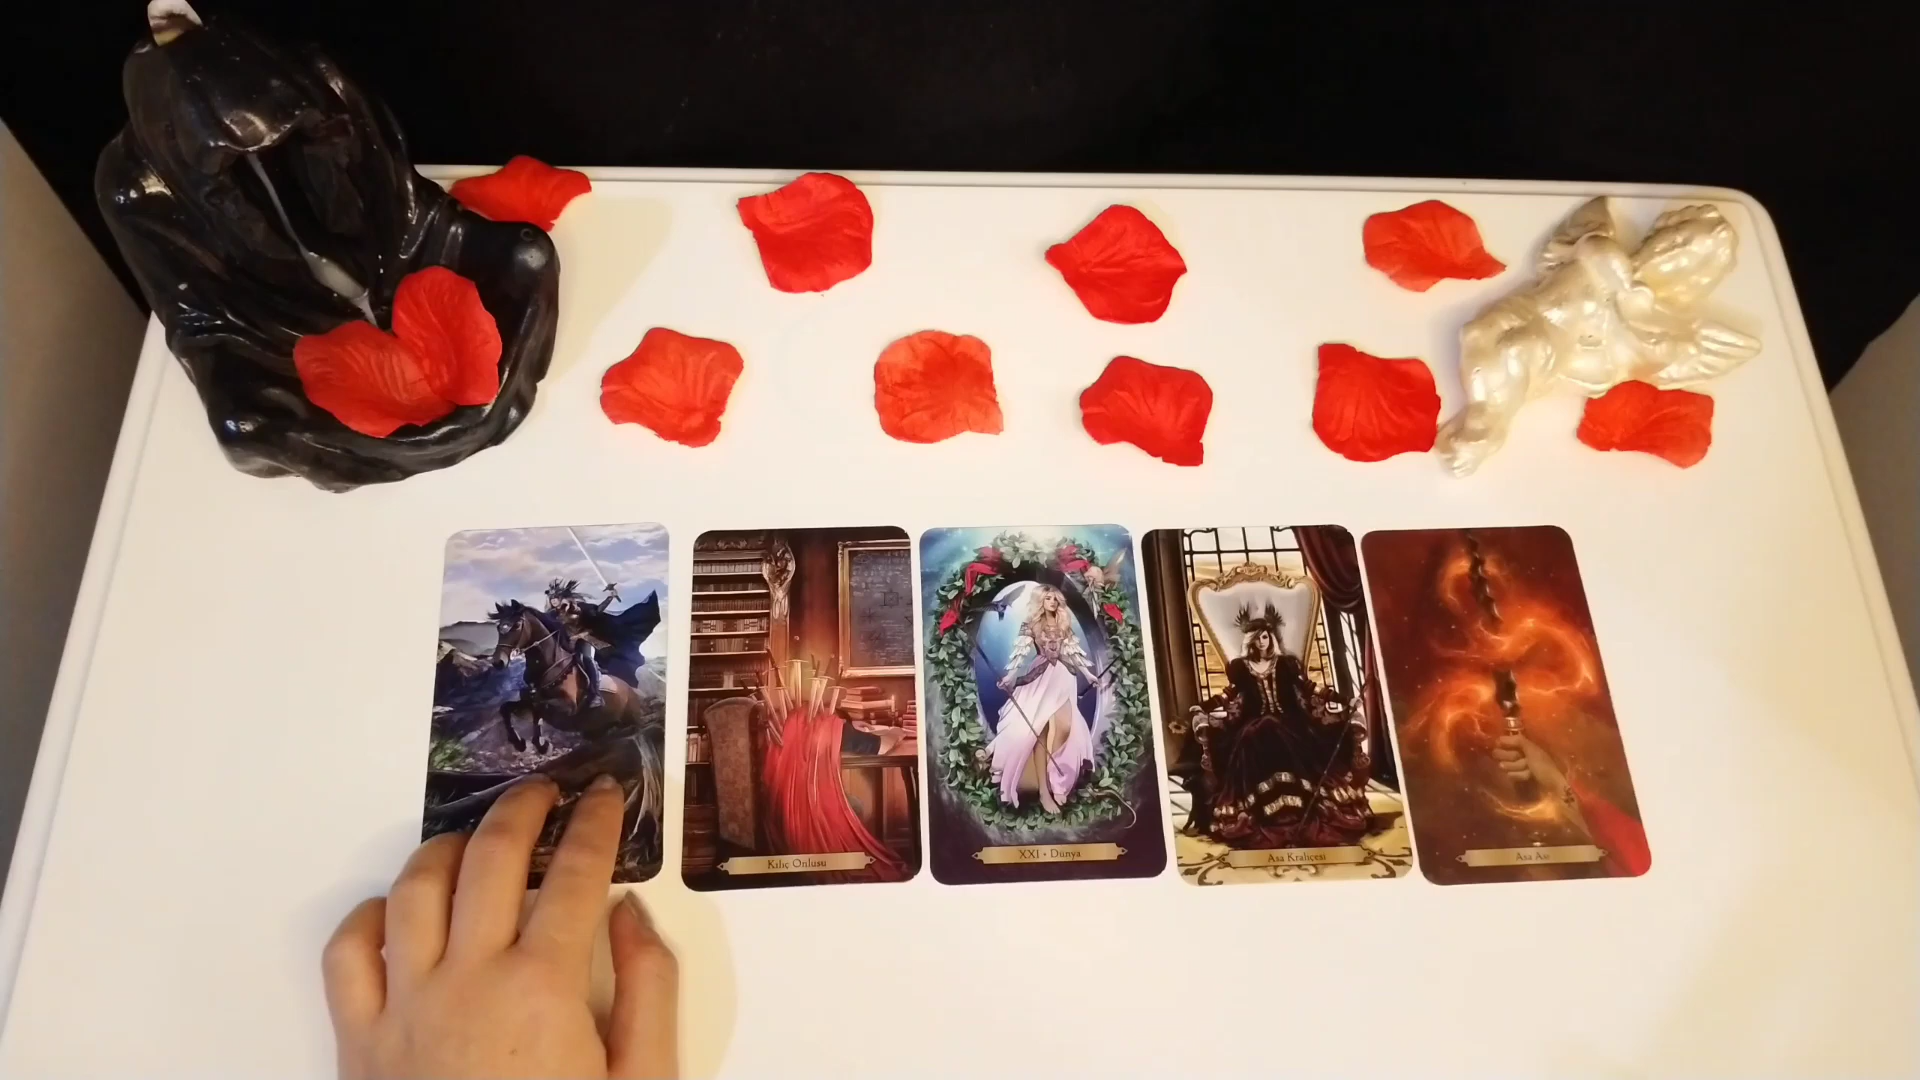 Kılıç Onlusu
XXI • Dünya
Asa Kraliçesi
Asa Ası